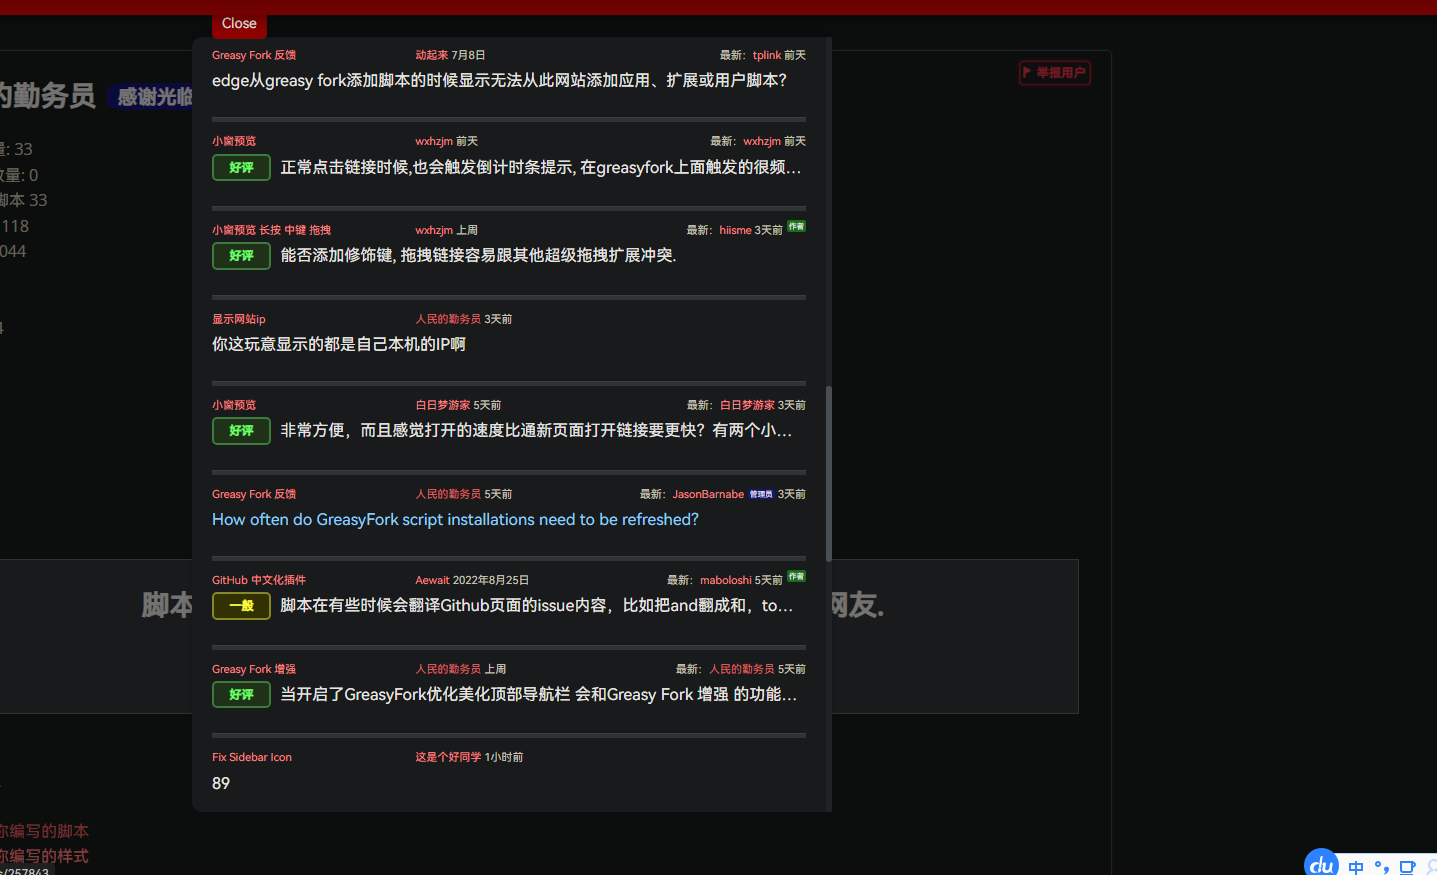 Close
Greasy Fork 反馈 动起来 7月8日 最新：tplink 前天
edge从greasy fork添加脚本的时候显示无法从此网站添加应用、扩展或用户脚本？
举报用户
的勤务员 感谢光临
小窗预览 wxhzjm 前天 最新：wxhzjm 前天
量: 33
好评 正常点击链接时候,也会触发倒计时条提示, 在greasyfork上面触发的很频…
数量: 0
脚本 33
118
小窗预览 长按 中键 拖拽 wxhzjm 上周 最新：hiisme 3天前 作者
044
好评 能否添加修饰键, 拖拽链接容易跟其他超级拖拽扩展冲突.
显示网站ip 人民的勤务员 3天前
4
你这玩意显示的都是自己本机的IP啊
小窗预览 白日梦游家 5天前 最新：白日梦游家 3天前
好评 非常方便，而且感觉打开的速度比通新页面打开链接要更快？有两个小…
Greasy Fork 反馈 人民的勤务员 5天前 最新：JasonBarnabe 管理员 3天前
How often do GreasyFork script installations need to be refreshed?
GitHub 中文化插件 Aewait 2022年8月25日 最新：maboloshi 5天前 作者
脚本 网友.
一般 脚本在有些时候会翻译Github页面的issue内容，比如把and翻成和，to…
Greasy Fork 增强 人民的勤务员 上周 最新：人民的勤务员 5天前
好评 当开启了GreasyFork优化美化顶部导航栏 会和Greasy Fork 增强 的功能…
Fix Sidebar Icon 这是个好同学 1小时前
89
你编写的脚本
你编写的样式
s/257843
du 中